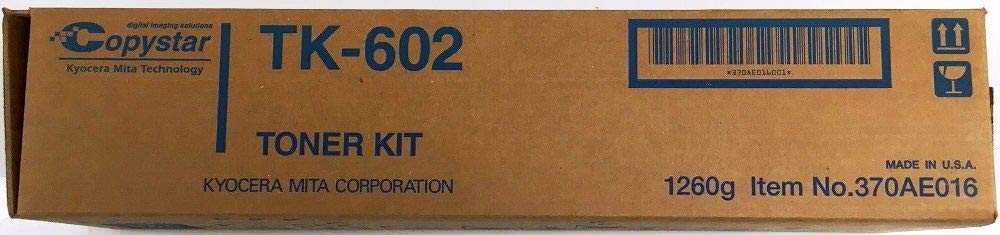 digital imaging solutions
Copystar
Kyocera Mita Technology
TK-602
TONER KIT
KYOCERA MITA CORPORATION
*370AE016001*
MADE IN U.S.A.
1260g Item No.370AE016